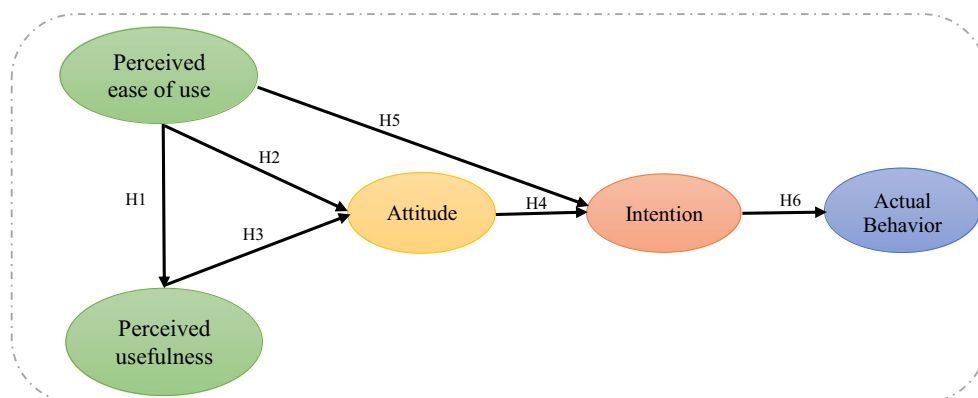 Perceived
ease of use
H5
H2
H1
Attitude
H4
Intention
H6
Actual
Behavior
H3
Perceived
usefulness